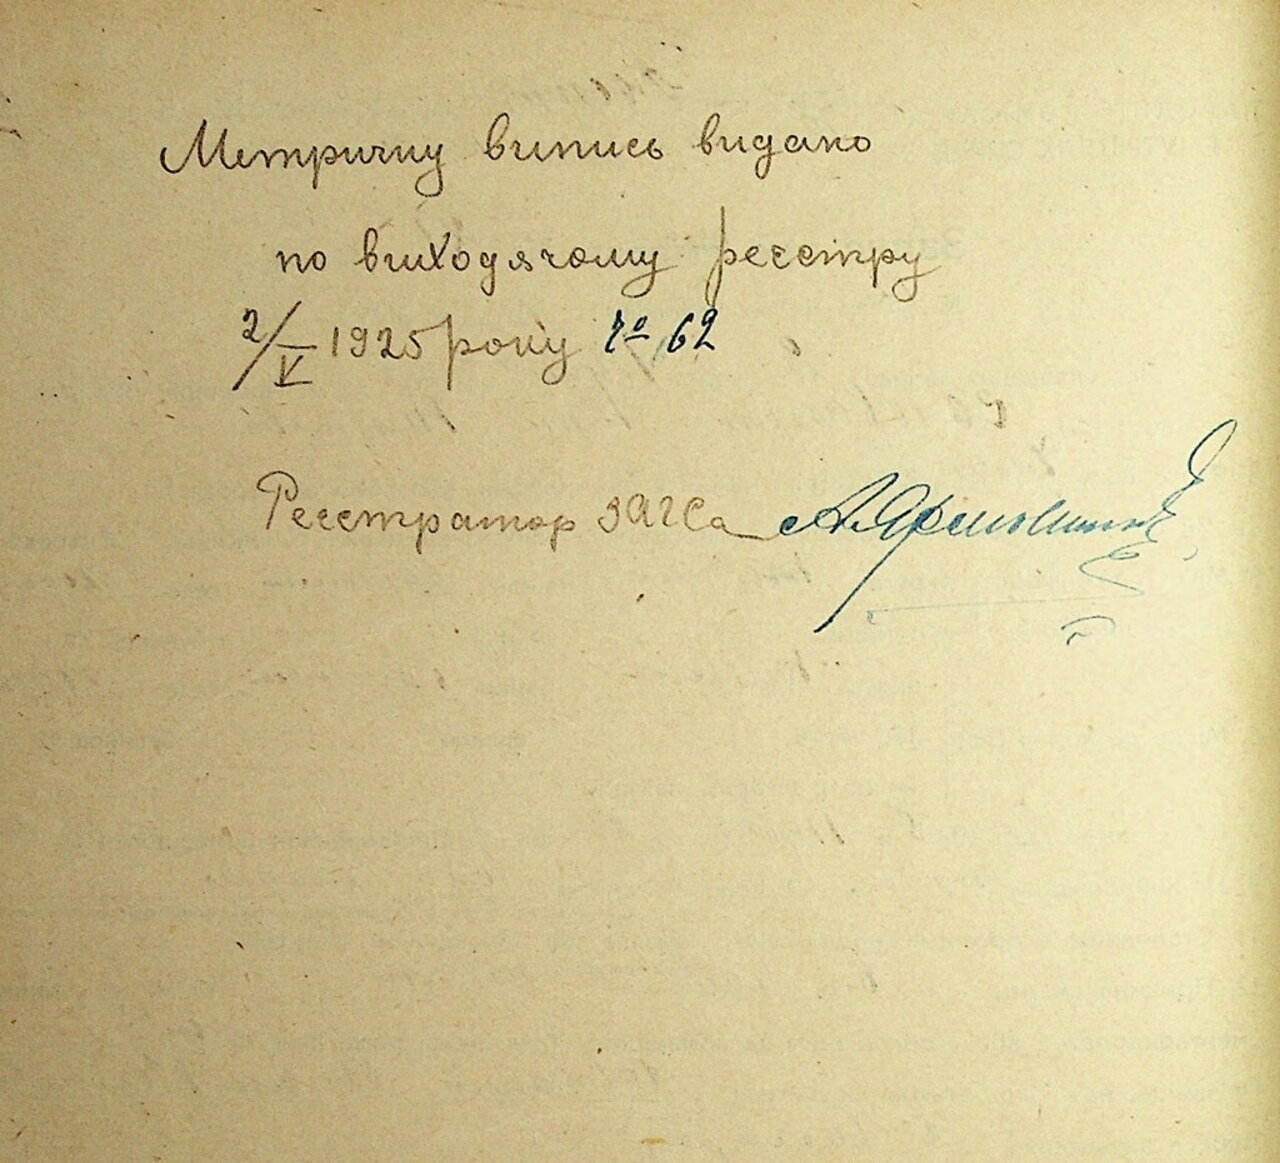 Метричну випись видано
по виходячому реєстру
2/V 1925 року № 62
Реєстратор ЗАГСа